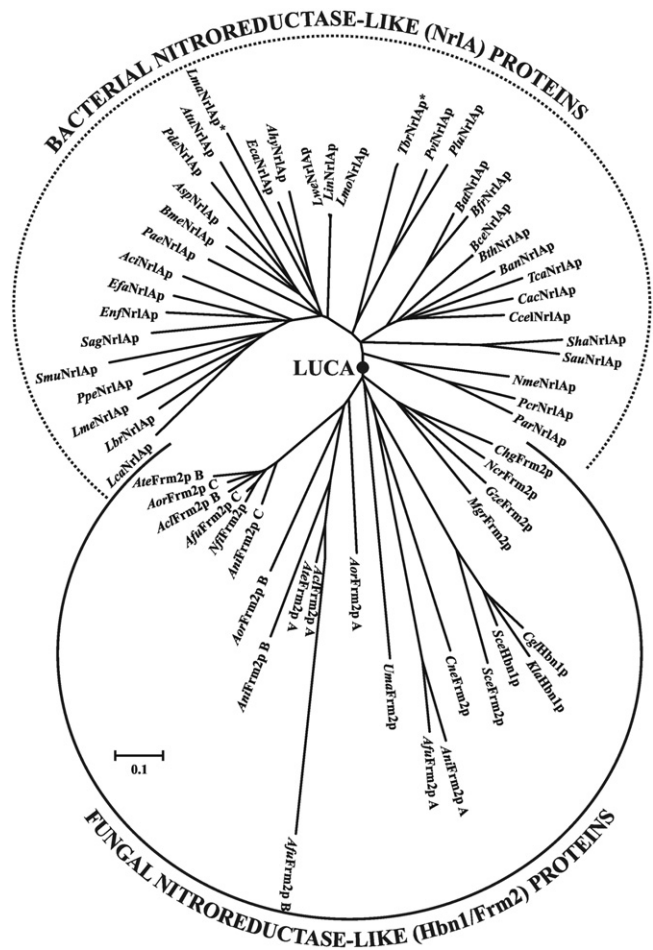 BACTERIAL NITROREDUCTASE-LIKE (NrlA) PROTEINS
LmaNrlAp*
AtuNrlAp
PdeNrlAp
AspNrlAp
BmeNrlAp
PaeNrlAp
AciNrlAp
EfaNrlAp
EnfNrlAp
SagNrlAp
SmuNrlAp
PpeNrlAp
LmeNrlAp
LbrNrlAp
LcaNrlAp
EcaNrlAp
AhyNrlAp
LweNrlAp
LinNrlAp
LmoNrlAp
TbrNrlAp*
PviNrlAp
PluNrlAp
BatNrlAp
BfrNrlAp
BceNrlAp
BthNrlAp
BanNrlAp
TcaNrlAp
CacNrlAp
CcelNrlAp
ShaNrlAp
SauNrlAp
NmeNrlAp
PcrNrlAp
ParNrlAp
LUCA
ChgFrm2p
NcrFrm2p
GzeFrm2p
MgrFrm2p
CglHbn1p
KlaHbn1p
SceHbn1p
SceFrm2p
CneFrm2p
AniFrm2p A
AfuFrm2p A
UmaFrm2p
AorFrm2p A
AclFrm2p A
AteFrm2p A
AfuFrm2p B
AniFrm2p B
AorFrm2p B
AniFrm2p C
NfiFrm2p
AfuFrm2p C
AclFrm2p B
AorFrm2p C
AteFrm2p B
0.1
FUNGAL NITROREDUCTASE-LIKE (Hbn1/Frm2) PROTEINS